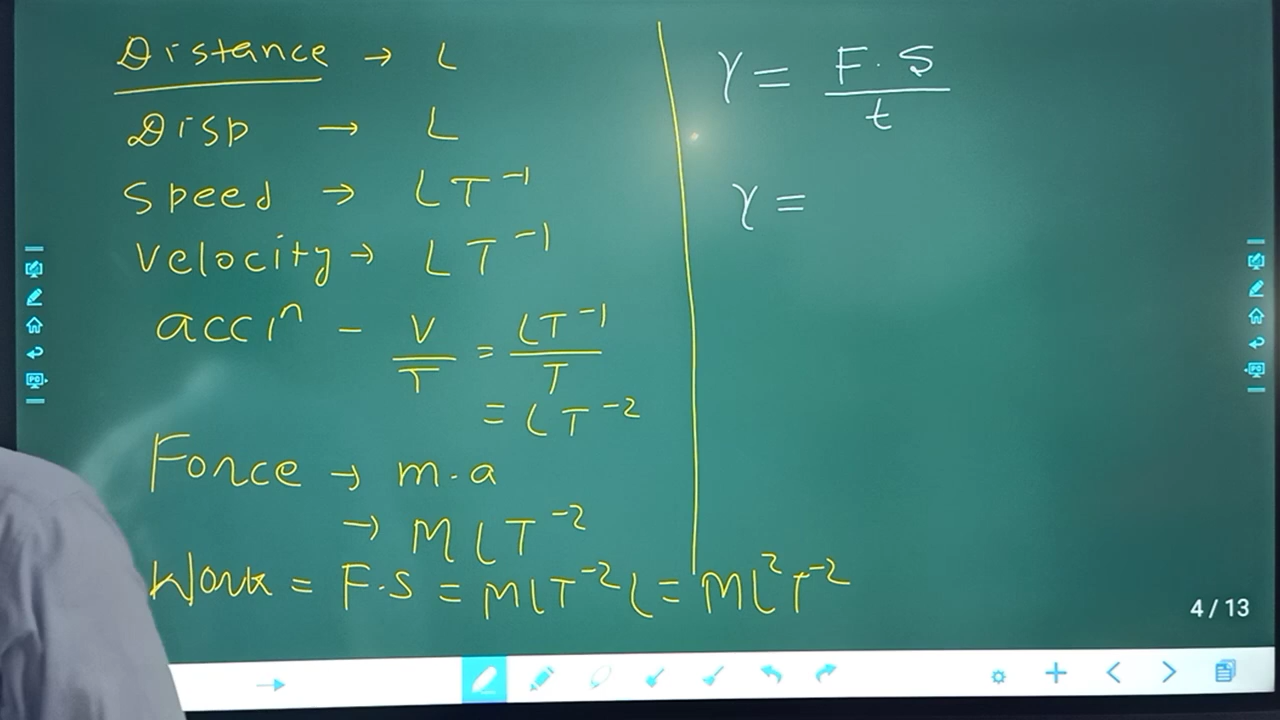 Distance → L
Disp → L
Speed → LT⁻¹
Velocity → LT⁻¹
accⁿ - V/T = LT⁻¹/T
= LT⁻²
Force → m.a
→ MLT⁻²
Work = F.S = MLT⁻²L = ML²T⁻²
γ = F.S/t
γ =
4 / 13